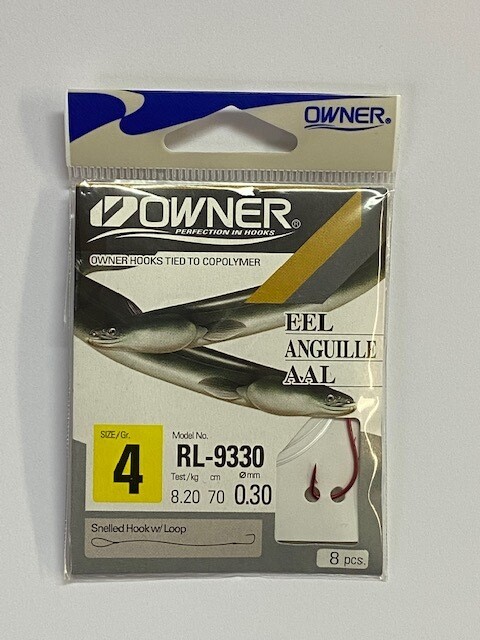 OWNER®
OWNER®
PERFECTION IN HOOKS
OWNER HOOKS TIED TO COPOLYMER
EEL
ANGUILLE
AAL
SIZE/Gr.
4
Model No.
RL-9330
Test/kg cm ⌀mm
8.20 70 0.30
Snelled Hook w/ Loop
8 pcs.